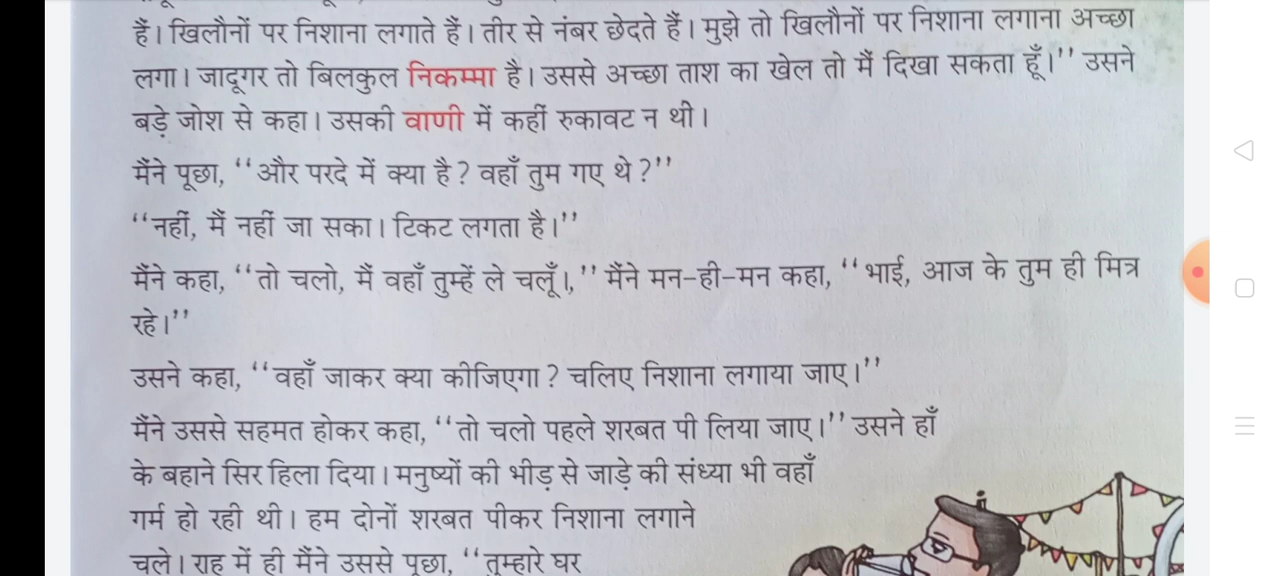 हैं। खिलौनों पर निशाना लगाते हैं। तीर से नंबर छेदते हैं। मुझे तो खिलौनों पर निशाना लगाना अच्छा
लगा। जादूगर तो बिलकुल निकम्मा है। उससे अच्छा ताश का खेल तो मैं दिखा सकता हूँ।'' उसने
बड़े जोश से कहा। उसकी वाणी में कहीं रुकावट न थी।
मैंने पूछा, ‘‘और परदे में क्या है? वहाँ तुम गए थे?''
‘‘नहीं, मैं नहीं जा सका। टिकट लगता है।''
मैंने कहा, ‘‘तो चलो, मैं वहाँ तुम्हें ले चलूँ।,'' मैंने मन-ही-मन कहा, ‘‘भाई, आज के तुम ही मित्र
रहे।''
उसने कहा, ‘‘वहाँ जाकर क्या कीजिएगा? चलिए निशाना लगाया जाए।''
मैंने उससे सहमत होकर कहा, ‘‘तो चलो पहले शरबत पी लिया जाए।'' उसने हाँ
के बहाने सिर हिला दिया। मनुष्यों की भीड़ से जाड़े की संध्या भी वहाँ
गर्म हो रही थी। हम दोनों शरबत पीकर निशाना लगाने
चले। राह में ही मैंने उससे पूछा, ‘‘तुम्हारे घर